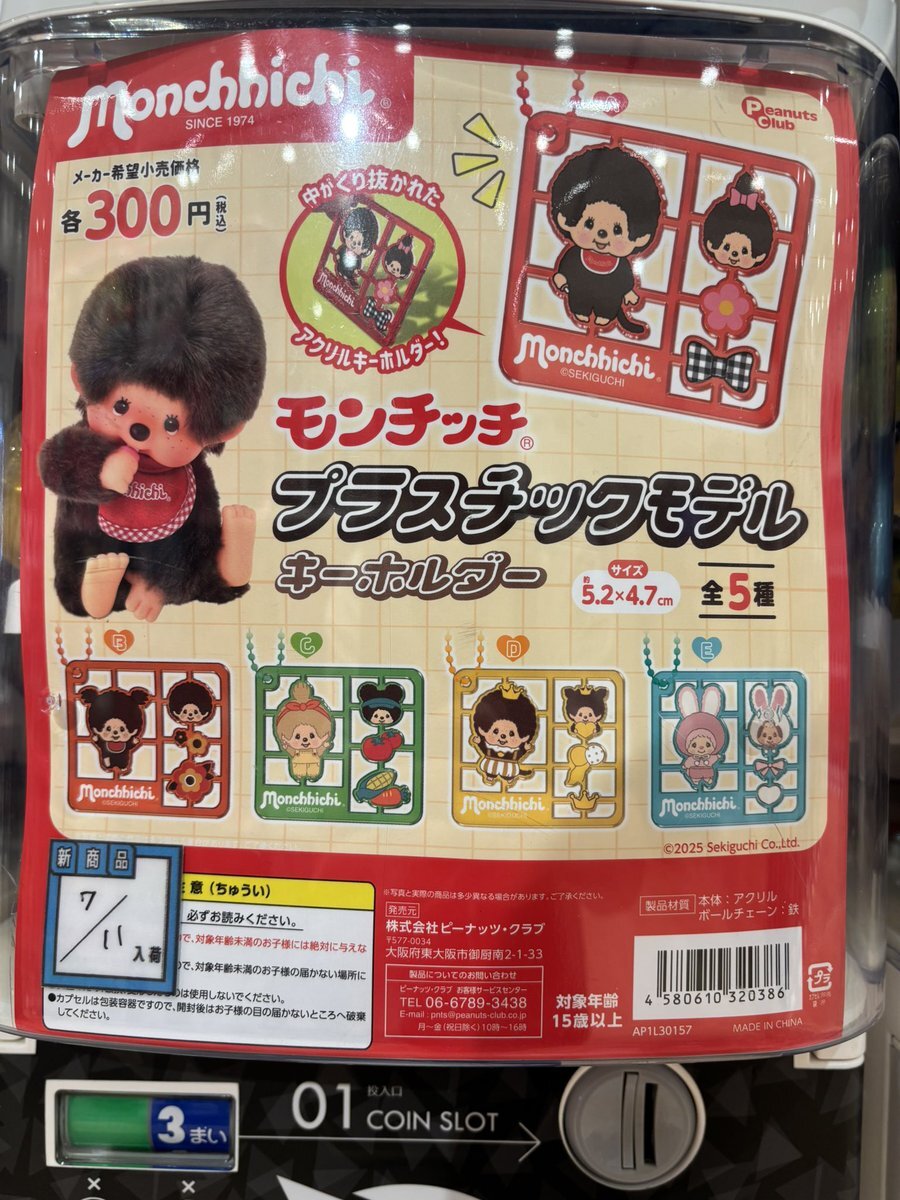 Monchhichi®
SINCE 1974
Peanuts Club
メーカー希望小売価格
各300円(税込)
中がくり抜かれた
アクリルキーホルダー!
Monchhichi®
©SEKIGUCHI
モンチッチ®
プラスチックモデル
キーホルダー
サイズ
約5.2×4.7cm
全5種
B
C
D
E
Monchhichi
©SEKIGUCHI
Monchhichi
©SEKIGUCHI
Monchhichi
©SEKIGUCHI
Monchhichi
©SEKIGUCHI
©2025 Sekiguchi Co.,Ltd.
新商品
7/11
入荷
意(ちゅうい)
必ずお読みください。
で、対象年齢未満のお子様には絶対に与えな
で、対象年齢未満のお子様の届かない場所に
は使用しないでください。
●カプセルは包装容器ですので、開封後はお子様の目の届かないところへ破棄
してください。
※写真と実際の商品は多少異なる場合があります。ご了承ください。
発売元
株式会社ピーナッツ・クラブ
〒577-0034
大阪府東大阪市御厨南2-1-33
製品についてのお問い合わせ
ピーナッツ・クラブ お客様サービスセンター
TEL 06-6789-3438
E-mail : pnts@peanuts-club.co.jp
月～金(祝日除く)10時～16時
製品材質
本体:アクリル
ボールチェーン:鉄
対象年齢
15歳以上
4 580610 320386
プラ
AP1L30157
MADE IN CHINA
3まい
01
投入口
COIN SLOT